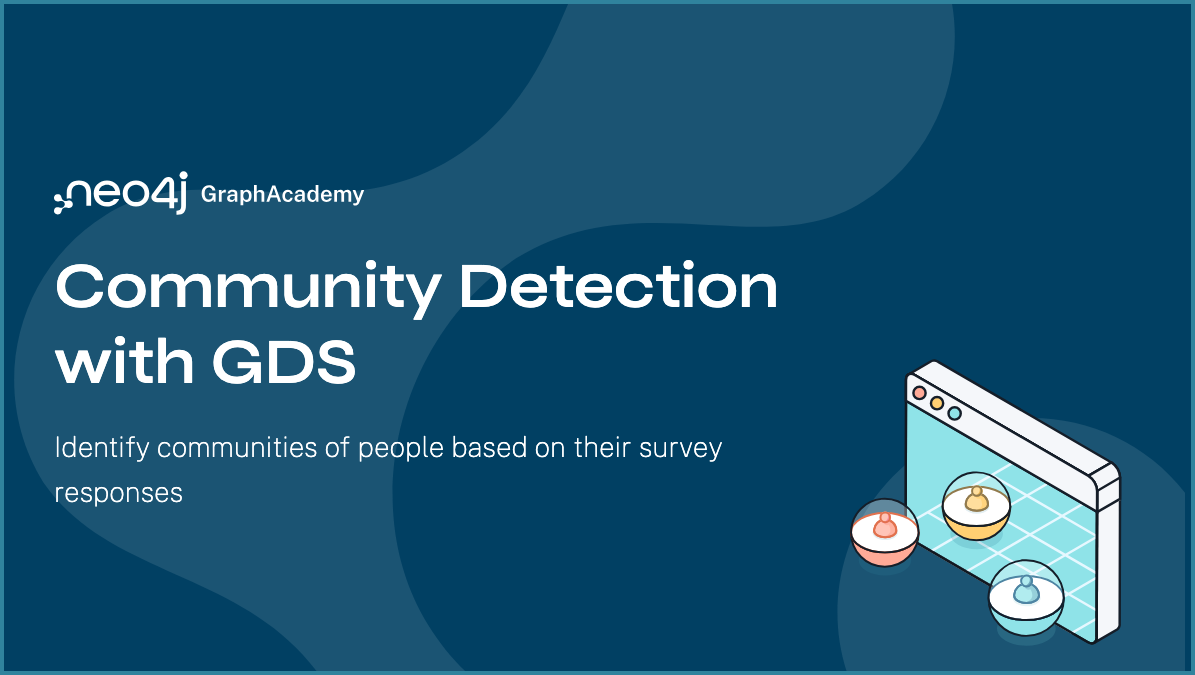 neo4j GraphAcademy
Community Detection
with GDS
Identify communities of people based on their survey
responses